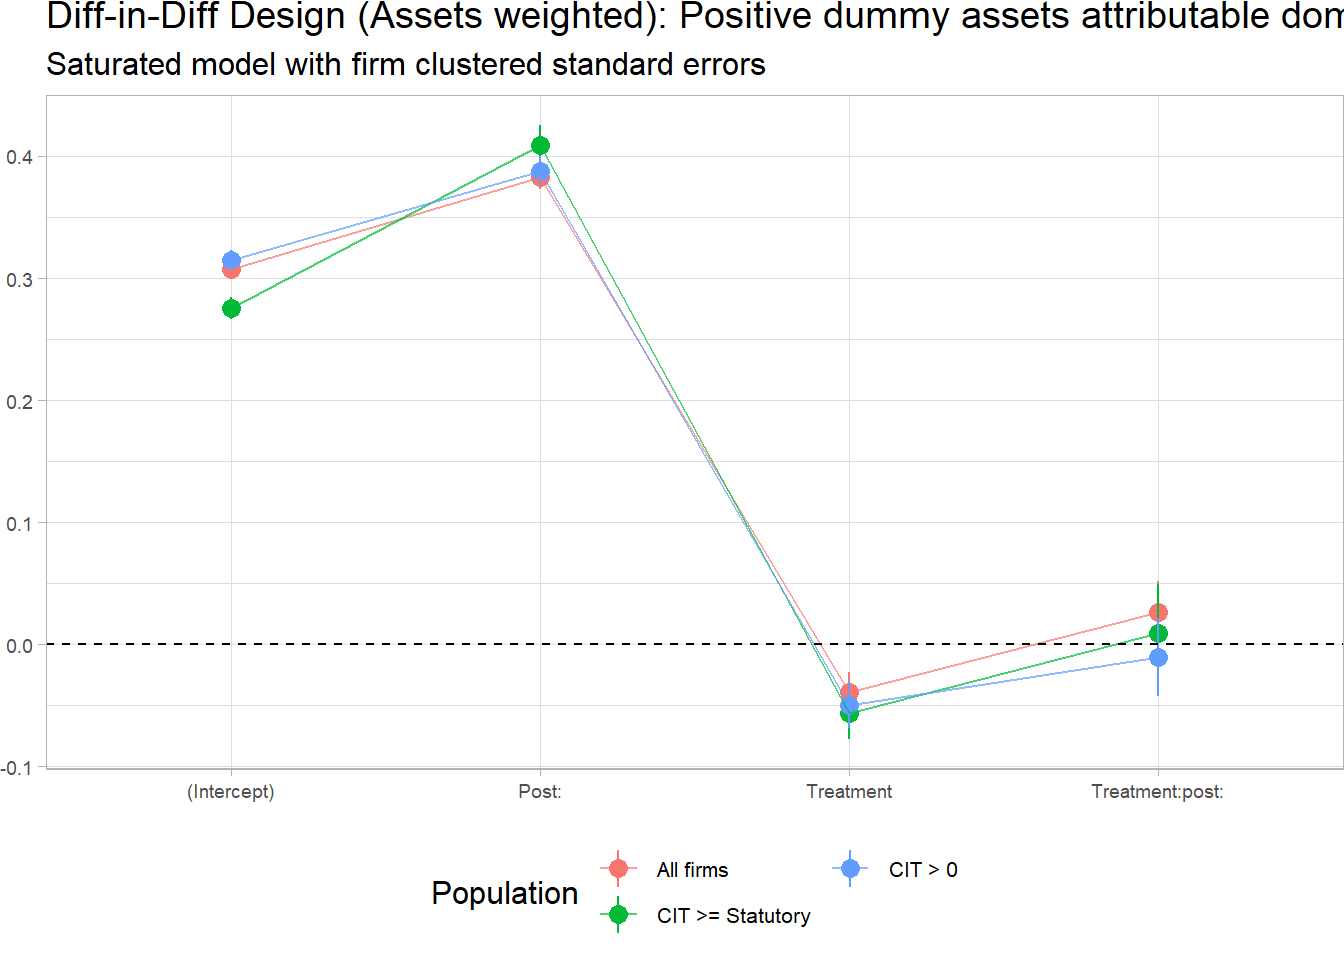 Diff-in-Diff Design (Assets weighted): Positive dummy assets attributable dom
Saturated model with firm clustered standard errors
0.4
0.3
0.2
0.1
0.0
-0.1
(Intercept) Post: Treatment Treatment:post:
Population
All firms CIT > 0
CIT >= Statutory